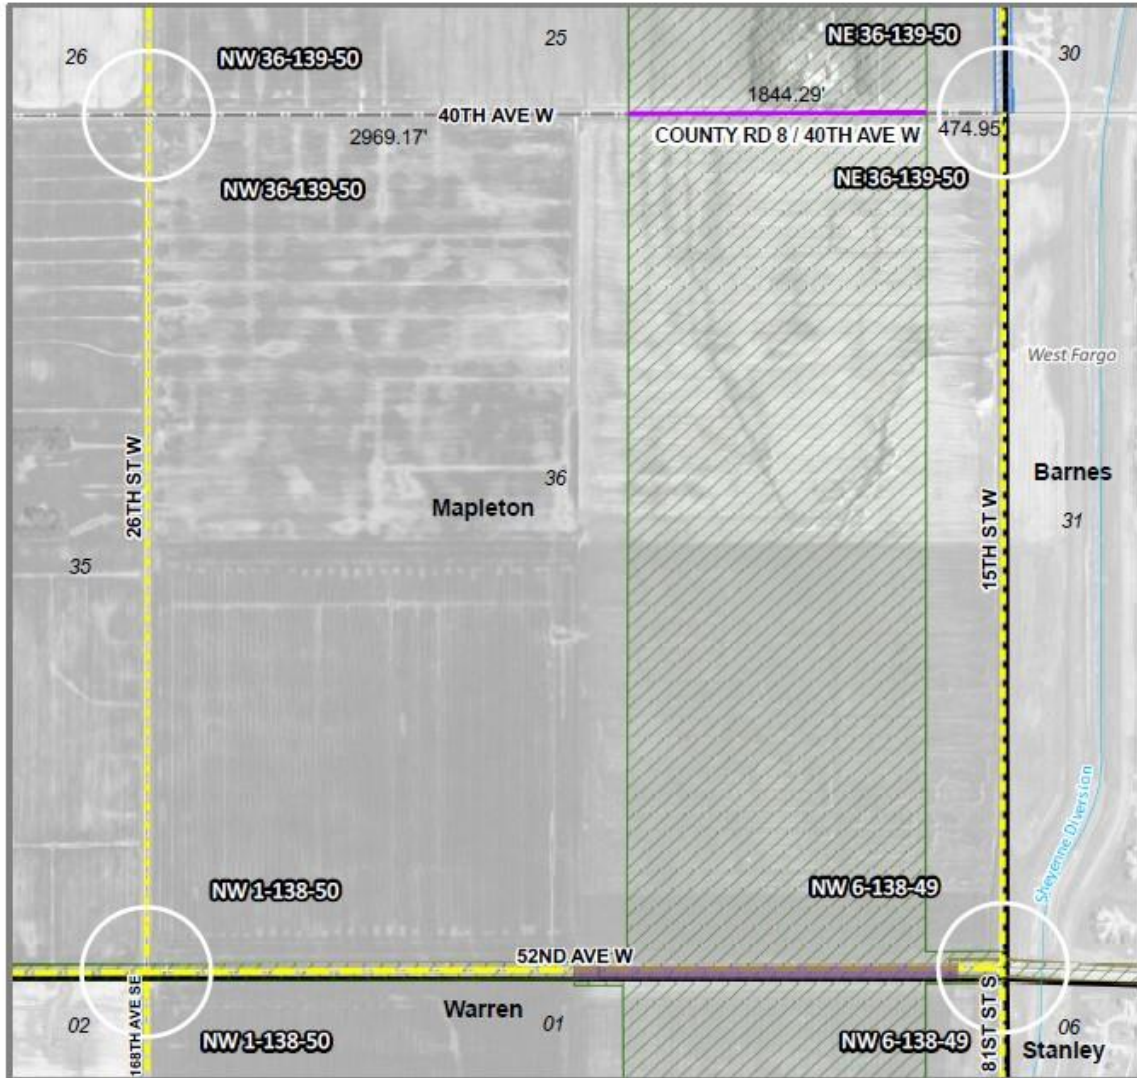 26
NW 36-139-50
25
NE 36-139-50
30
1844.29'
40TH AVE W
2969.17'
COUNTY RD 8 / 40TH AVE W
474.95
NW 36-139-50
NE 36-139-50
West Fargo
26TH ST W
36
Mapleton
Barnes
31
15TH ST W
35
Sheyenne Diversion
NW 1-138-50
NW 6-138-49
52ND AVE W
168TH AVE SE
Warren
01
02
81ST ST S
06
NW 1-138-50
NW 6-138-49
Stanley